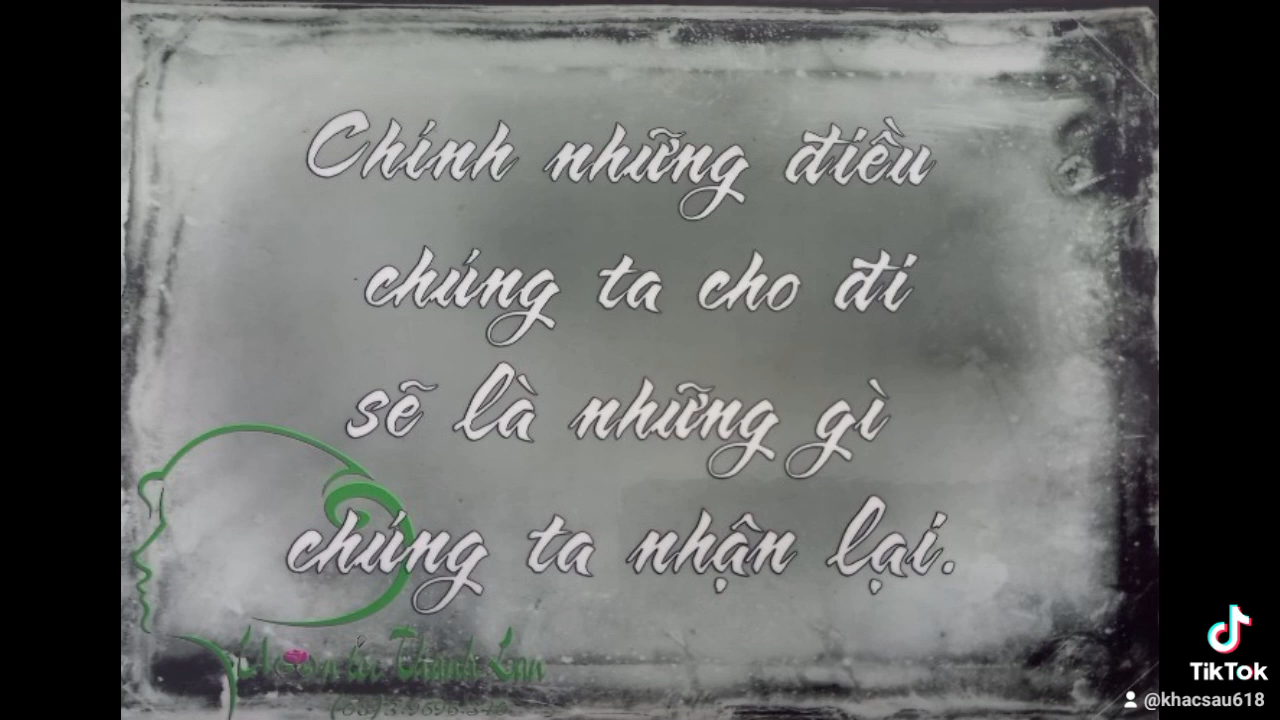 Chính những điều
chúng ta cho đi
sẽ là những gì
chúng ta nhận lại.
TikTok
@khacsau618